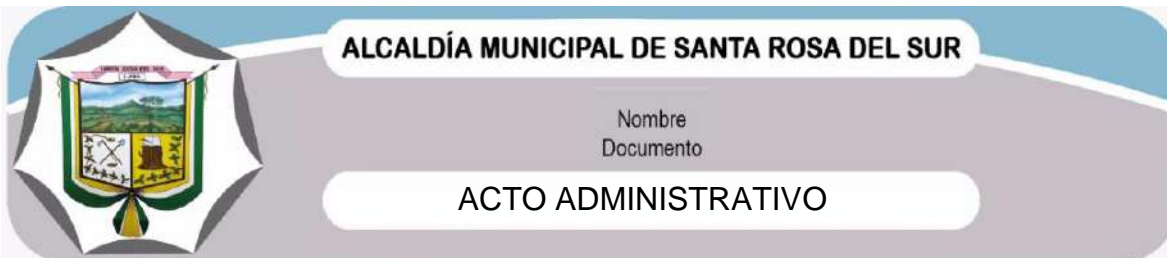 ALCALDÍA MUNICIPAL DE SANTA ROSA DEL SUR
Nombre
Documento
ACTO ADMINISTRATIVO